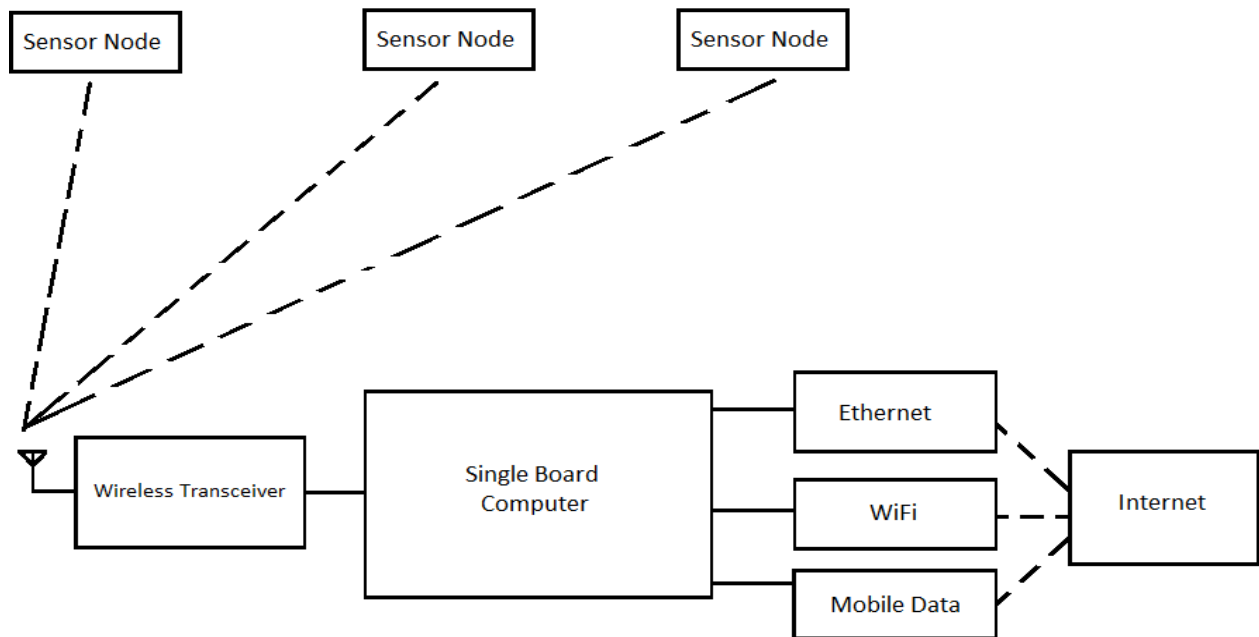 Sensor Node
Sensor Node
Sensor Node
Wireless Transceiver
Single Board
Computer
Ethernet
WiFi
Mobile Data
Internet